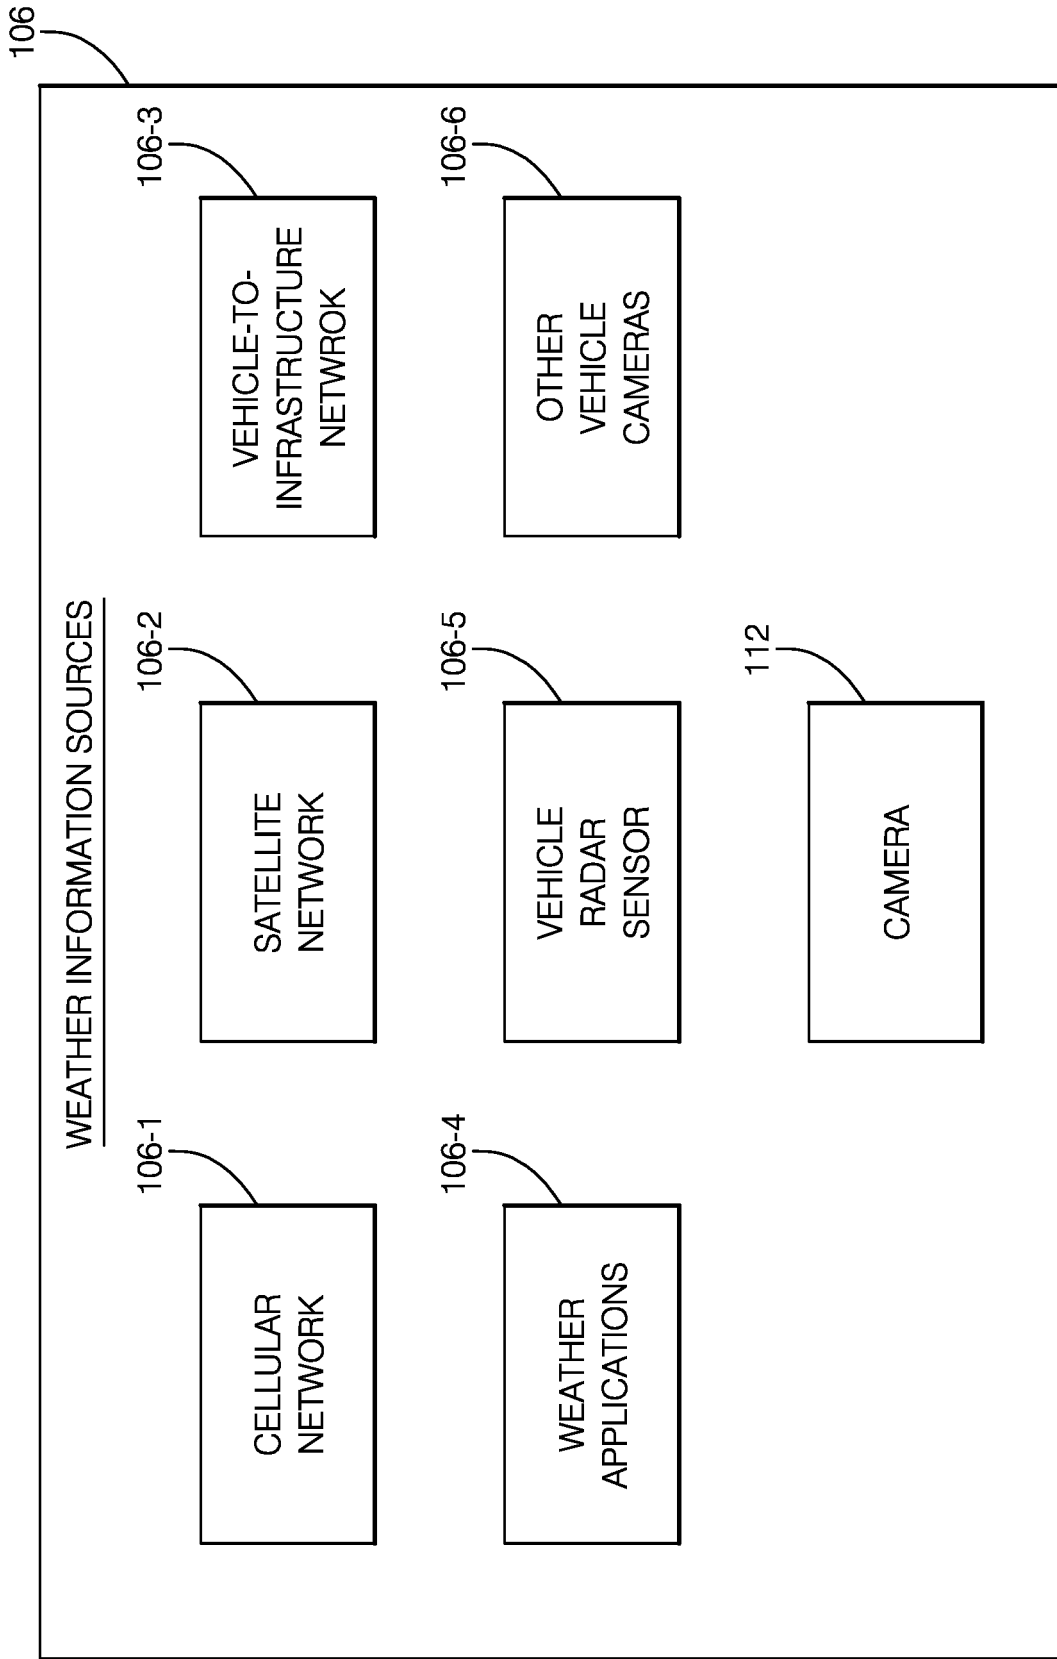 106
WEATHER INFORMATION SOURCES
106-1
CELLULAR
NETWORK
106-2
SATELLITE
NETWORK
106-3
VEHICLE-TO-
INFRASTRUCTURE
NETWROK
106-4
WEATHER
APPLICATIONS
106-5
VEHICLE
RADAR
SENSOR
106-6
OTHER
VEHICLE
CAMERAS
112
CAMERA